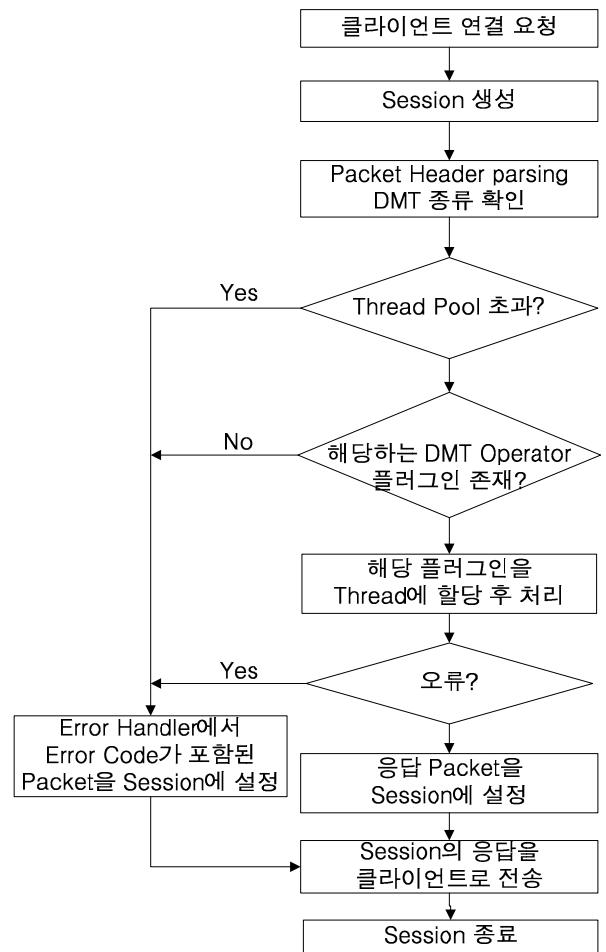 클라이언트 연결 요청
Session 생성
Packet Header parsing
DMT 종류 확인
Yes
Thread Pool 초과?
No
해당하는 DMT Operator
플러그인 존재?
해당 플러그인을
Thread에 할당 후 처리
Yes
오류?
Error Handler에서
Error Code가 포함된
Packet을 Session에 설정
응답 Packet을
Session에 설정
Session의 응답을
클라이언트로 전송
Session 종료